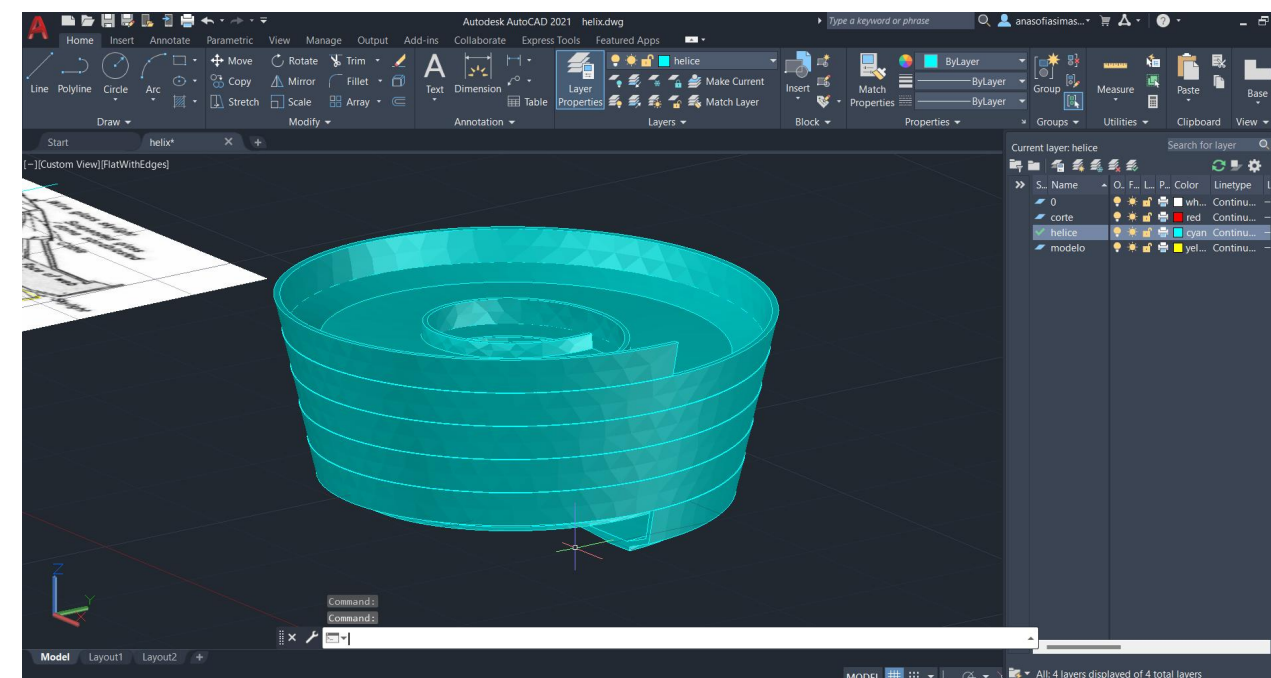 Autodesk AutoCAD 2021 helix.dwg
Type a keyword or phrase
anasofiasimas...
Home Insert Annotate Parametric View Manage Output Add-ins Collaborate Express Tools Featured Apps
Line Polyline Circle Arc
Move Rotate Trim
Copy Mirror Fillet
Stretch Scale Array
Text Dimension
Table
Layer Properties
helice
Make Current
Match Layer
Insert
Match Properties
ByLayer
ByLayer
ByLayer
Group
Measure
Paste
Base
Draw Modify Annotation Layers Block Properties Groups Utilities Clipboard View
Start helix*
[−][Custom View][FlatWithEdges]
Current layer: helice
Search for layer
S.. Name O.. F... L... P... Color Linetype L
0 wh... Continu...
corte red Continu...
helice cyan Continu...
modelo yel... Continu...
Z
Y
X
Command:
Command:
Model Layout1 Layout2 +
MODEL
All: 4 layers displayed of 4 total layers